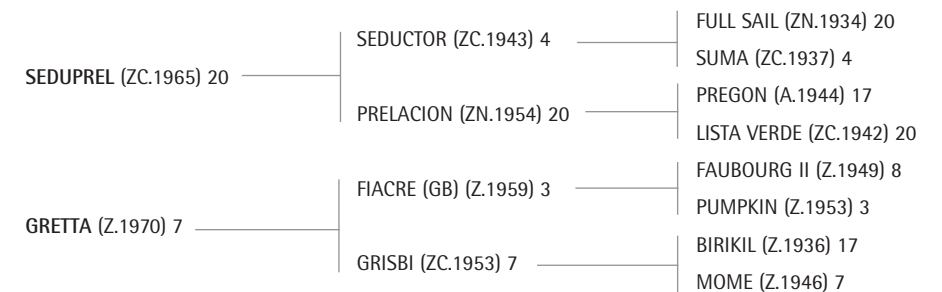 SEDUPREL (ZC.1965) 20
SEDUCTOR (ZC.1943) 4
FULL SAIL (ZN.1934) 20
SUMA (ZC.1937) 4
PRELACION (ZN.1954) 20
PREGON (A.1944) 17
LISTA VERDE (ZC.1942) 20
GRETTA (Z.1970) 7
FIACRE (GB) (Z.1959) 3
FAUBOURG II (Z.1949) 8
PUMPKIN (Z.1953) 3
GRISBI (ZC.1953) 7
BIRIKIL (Z.1936) 17
MOME (Z.1946) 7